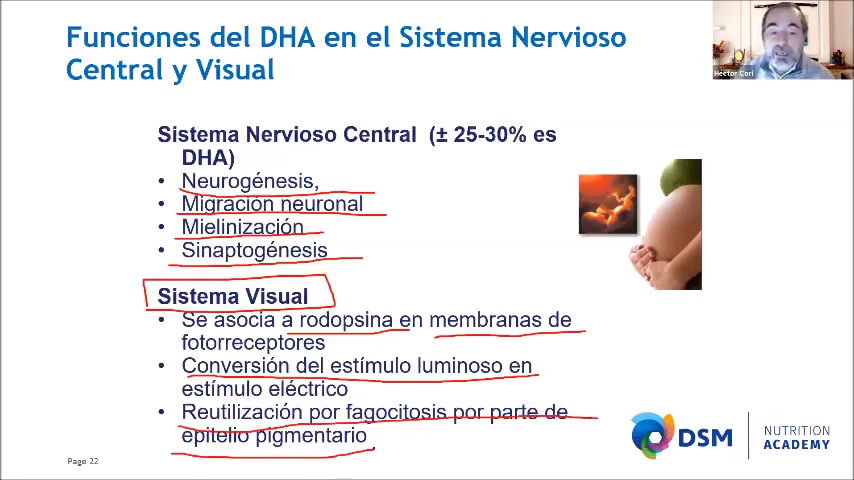 Funciones del DHA en el Sistema Nervioso
Central y Visual
Héctor Cori
Sistema Nervioso Central (± 25-30% es
DHA)
• Neurogénesis,
• Migración neuronal
• Mielinización
• Sinaptogénesis
Sistema Visual
• Se asocia a rodopsina en membranas de
fotorreceptores
• Conversión del estímulo luminoso en
estímulo eléctrico
• Reutilización por fagocitosis por parte de
epitelio pigmentario
DSM
NUTRITION
ACADEMY
Page 22